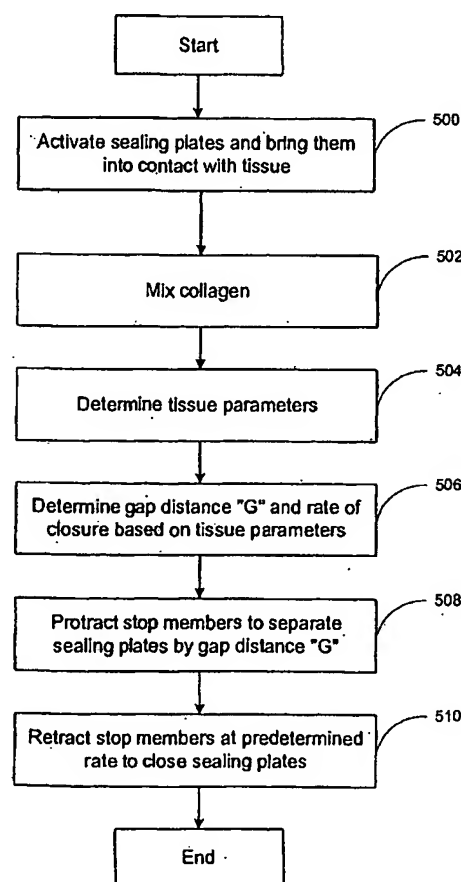 Start
500
Activate sealing plates and bring them
into contact with tissue
502
Mix collagen
504
Determine tissue parameters
506
Determine gap distance "G" and rate of
closure based on tissue parameters
508
Protract stop members to separate
sealing plates by gap distance "G"
510
Retract stop members at predetermined
rate to close sealing plates
End